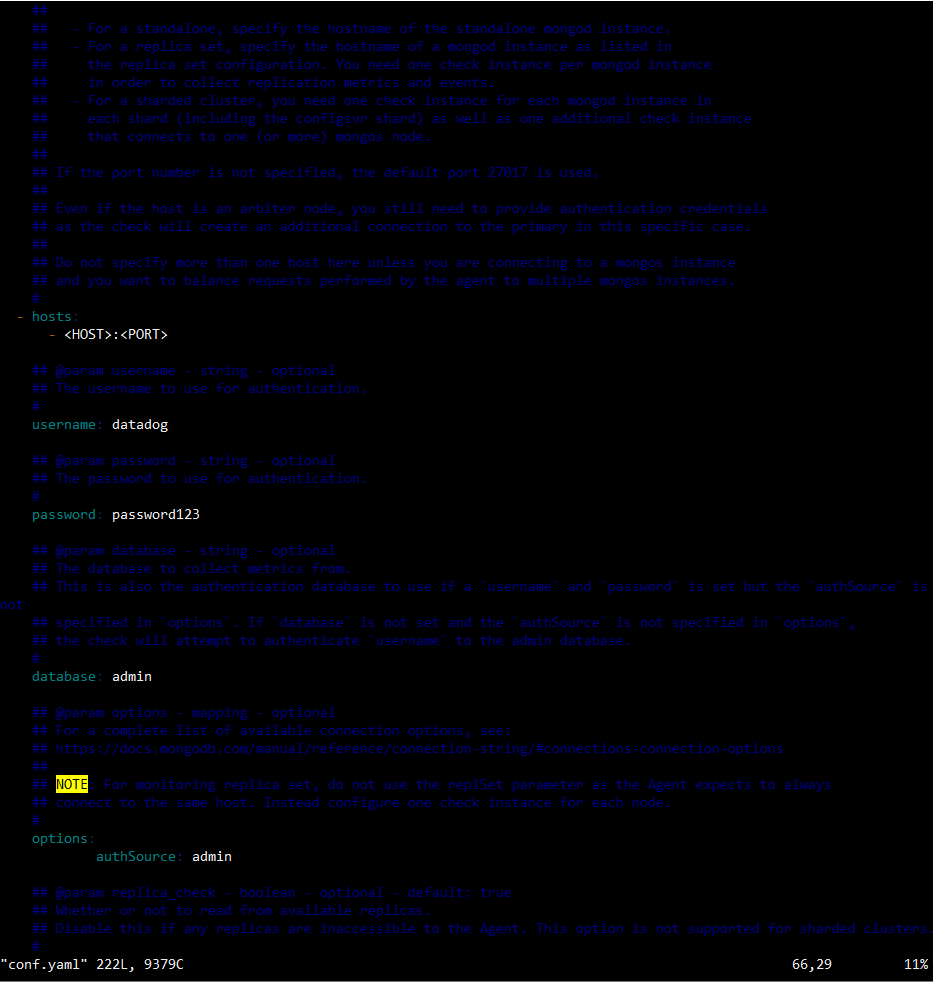 ##
##   - For a standalone, specify the hostname of the standalone mongod instance.
##   - For a replica set, specify the hostname of a mongod instance as listed in
##     the replica set configuration. You need one check instance per mongod instance
##     in order to collect replication metrics and events.
##   - For a sharded cluster, you need one check instance for each mongod instance in
##     each shard (including the configsvr shard) as well as one additional check instance
##     that connects to one (or more) mongos node.
##
## If the port number is not specified, the default port 27017 is used.
##
## Even if the host is an arbiter node, you still need to provide authentication credentials
## as the check will create an additional connection to the primary in this specific case.
##
## Do not specify more than one host here unless you are connecting to a mongos instance
## and you want to balance requests performed by the agent to multiple mongos instances.
#
- hosts:
- <HOST>:<PORT>
## @param username - string - optional
## The username to use for authentication.
#
username: datadog
## @param password - string - optional
## The password to use for authentication.
#
password: password123
## @param database - string - optional
## The database to collect metrics from.
## This is also the authentication database to use if a `username` and `password` is set but the `authSource` is
not
## specified in `options`. If `database` is not set and the `authSource` is not specified in `options`,
## the check will attempt to authenticate `username` to the admin database.
#
database: admin
## @param options - mapping - optional
## For a complete list of available connection options, see:
## https://docs.mongodb.com/manual/reference/connection-string/#connections-connection-options
##
## NOTE: For monitoring replica set, do not use the replSet parameter as the Agent expects to always
## connect to the same host. Instead configure one check instance for each node.
#
options:
authSource: admin
## @param replica_check - boolean - optional - default: true
## Whether or not to read from available replicas.
## Disable this if any replicas are inaccessible to the Agent. This option is not supported for sharded clusters.
#
"conf.yaml" 222L, 9379C 66,29 11%